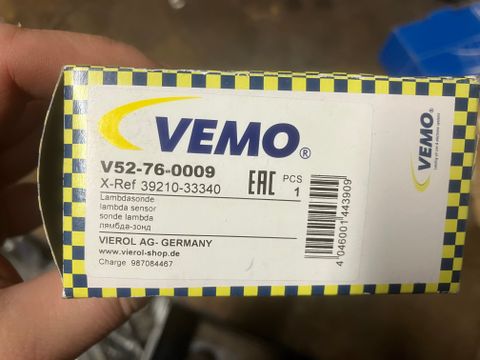 VEMO®
V52-76-0009
X-Ref 39210-33340
EAC
PCS
1
Lambdasonde
lambda sensor
sonde lambda
лямбда-зонд
VIEROL AG- GERMANY
www.vierol-shop.de
Charge 987084467
4 046001 443909
VEMO®